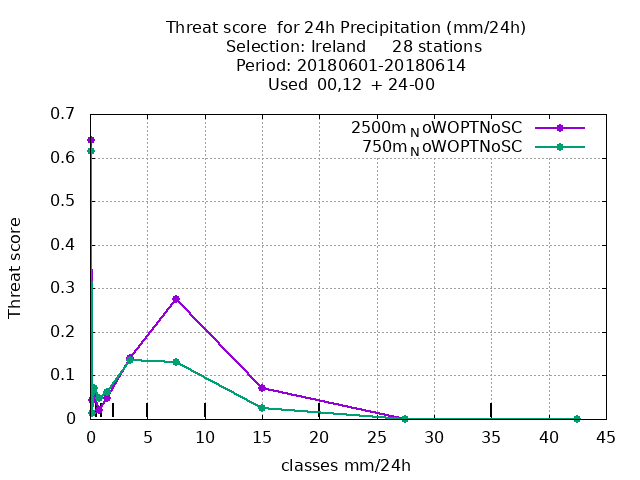 Threat score  for 24h Precipitation (mm/24h)
Selection: Ireland     28 stations
Period: 20180601-20180614
Used  00,12  + 24-00
2500m_NoWOPTNoSC
750m_NoWOPTNoSC
0.7
0.6
0.5
0.4
0.3
0.2
0.1
0
Threat score
0 5 10 15 20 25 30 35 40 45
classes mm/24h